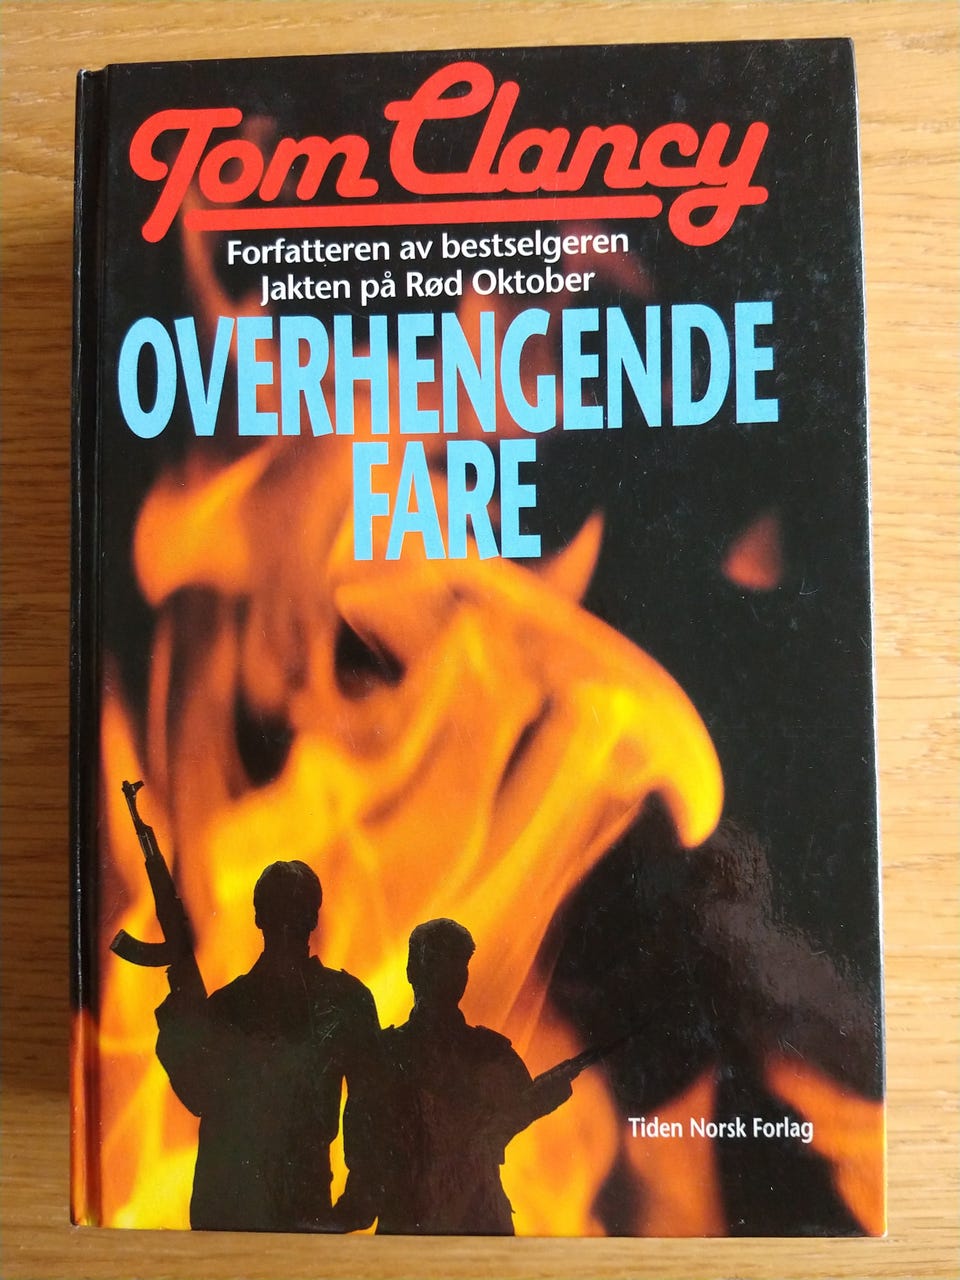 Tom Clancy
Forfatteren av bestselgeren
Jakten på Rød Oktober
OVERHENGENDE
FARE
Tiden Norsk Forlag